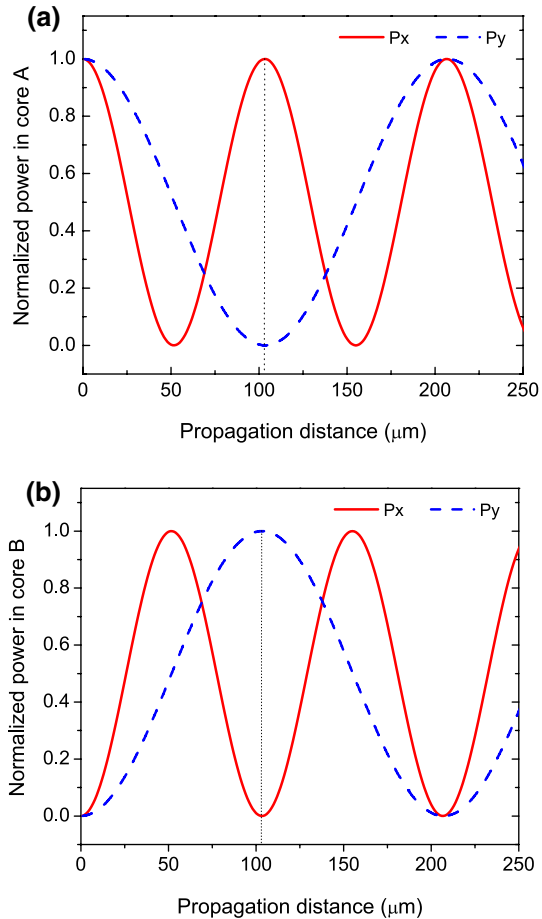 (a)
Px Py
Normalized power in core A
1.0
0.8
0.6
0.4
0.2
0.0
0 50 100 150 200 250
Propagation distance (μm)
(b)
Px Py
Normalized power in core B
1.0
0.8
0.6
0.4
0.2
0.0
0 50 100 150 200 250
Propagation distance (μm)